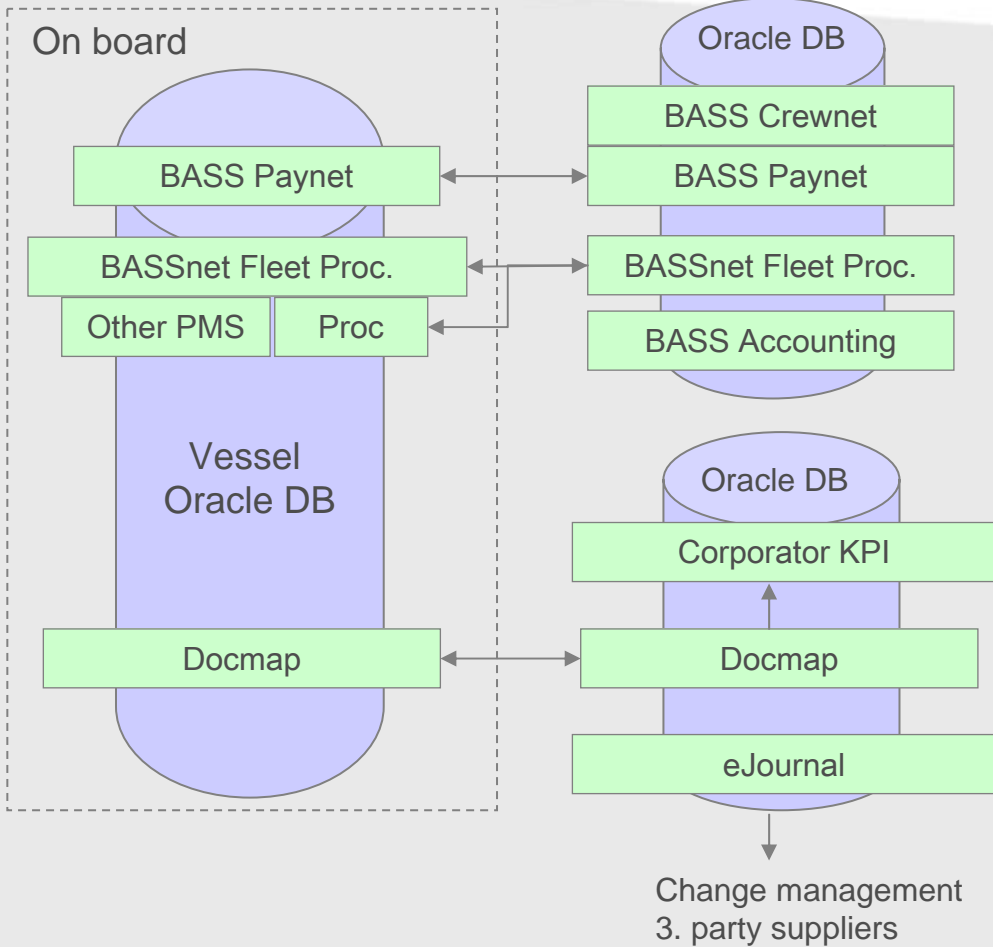 On board
BASS Paynet
BASSnet Fleet Proc.
Other PMS
Proc
Vessel
Oracle DB
Docmap
Oracle DB
BASS Crewnet
BASS Paynet
BASSnet Fleet Proc.
BASS Accounting
Oracle DB
Corporator KPI
Docmap
eJournal
Change management
3. party suppliers